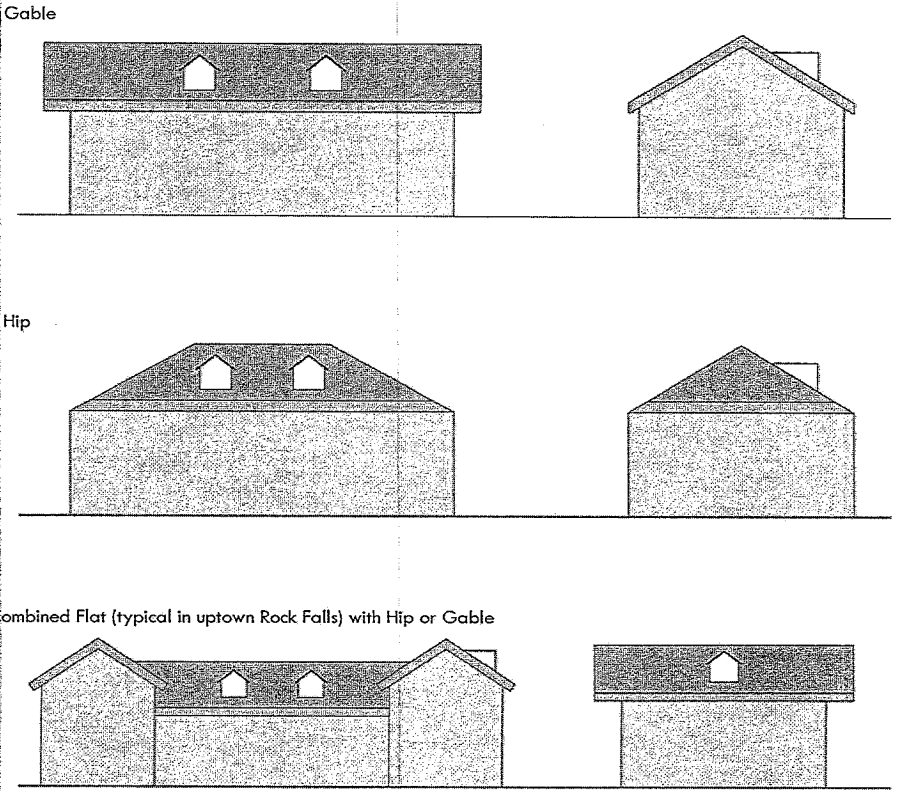 Gable
Hip
ombined Flat (typical in uptown Rock Falls) with Hip or Gable